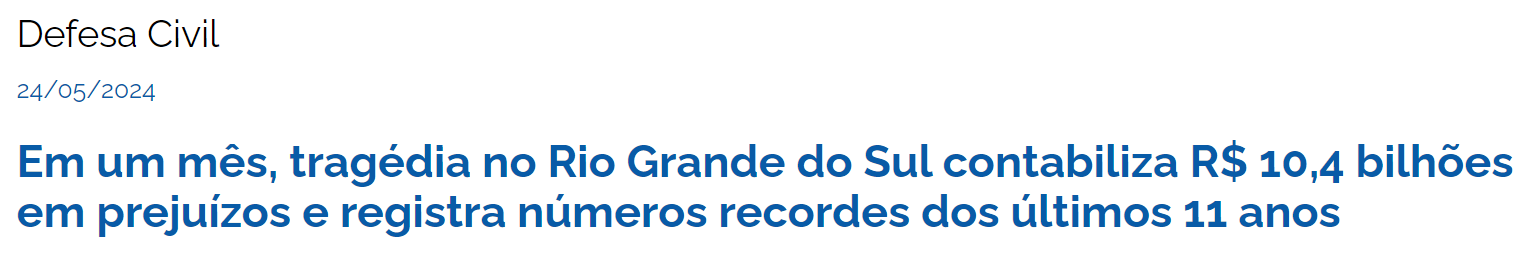 Defesa Civil
24/05/2024
Em um mês, tragédia no Rio Grande do Sul contabiliza R$ 10,4 bilhões
em prejuízos e registra números recordes dos últimos 11 anos